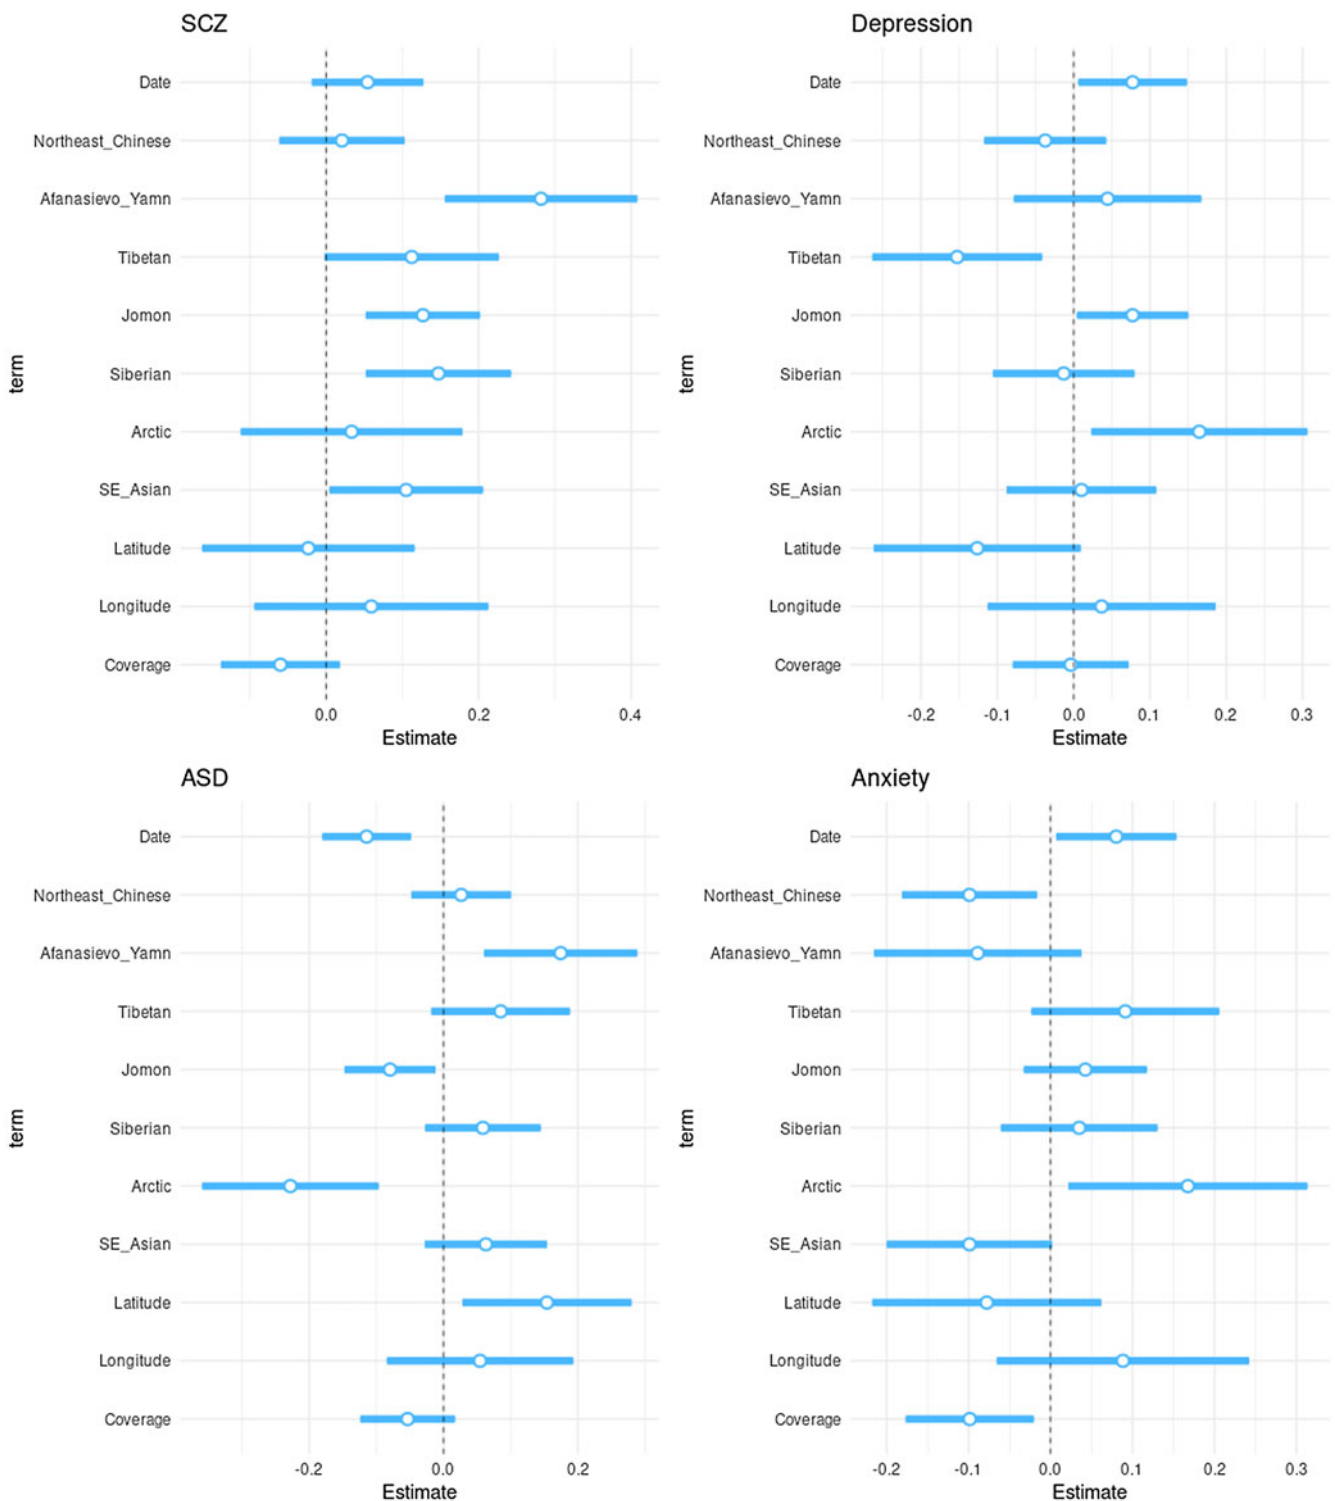 SCZ
Date
Northeast_Chinese
Afanasievo_Yamn
Tibetan
Jomon
Siberian
Arctic
SE_Asian
Latitude
Longitude
Coverage
term
0.0 0.2 0.4
Estimate
Depression
Date
Northeast_Chinese
Afanasievo_Yamn
Tibetan
Jomon
Siberian
Arctic
SE_Asian
Latitude
Longitude
Coverage
term
-0.2 -0.1 0.0 0.1 0.2 0.3
Estimate
ASD
Date
Northeast_Chinese
Afanasievo_Yamn
Tibetan
Jomon
Siberian
Arctic
SE_Asian
Latitude
Longitude
Coverage
term
-0.2 0.0 0.2
Estimate
Anxiety
Date
Northeast_Chinese
Afanasievo_Yamn
Tibetan
Jomon
Siberian
Arctic
SE_Asian
Latitude
Longitude
Coverage
term
-0.2 -0.1 0.0 0.1 0.2 0.3
Estimate